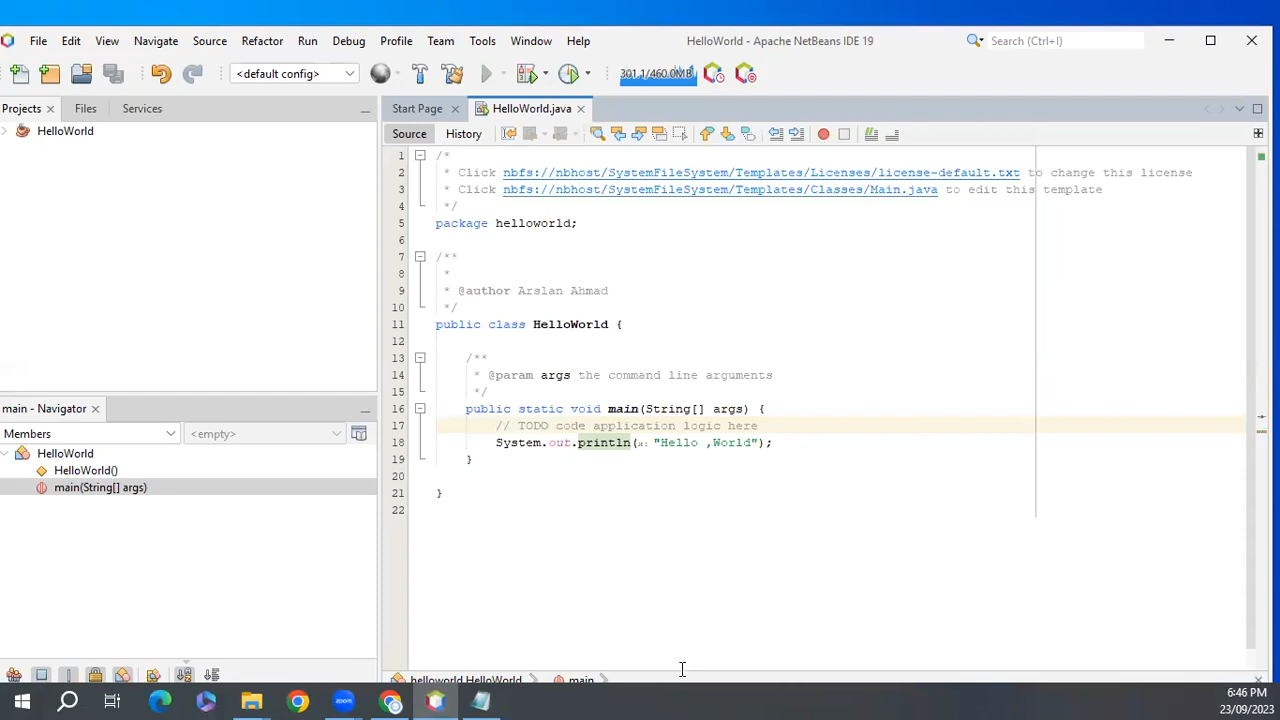 File Edit View Navigate Source Refactor Run Debug Profile Team Tools Window Help HelloWorld - Apache NetBeans IDE 19 Search (Ctrl+I)
<default config> 301.1/460.0MB
Projects Files Services Start Page HelloWorld.java
HelloWorld
Source History
1 /*
2 * Click nbfs://nbhost/SystemFileSystem/Templates/Licenses/license-default.txt to change this license
3 * Click nbfs://nbhost/SystemFileSystem/Templates/Classes/Main.java to edit this template
4 */
5 package helloworld;
6
7 /**
8 *
9 * @author Arslan Ahmad
10 */
11 public class HelloWorld {
12
13 /**
14 * @param args the command line arguments
15 */
16 public static void main(String[] args) {
17 // TODO code application logic here
18 System.out.println(x: "Hello ,World");
19 }
20
21 }
22
main - Navigator
Members <empty>
HelloWorld
HelloWorld()
main(String[] args)
helloworld.HelloWorld main
zoom
6:46 PM
23/09/2023